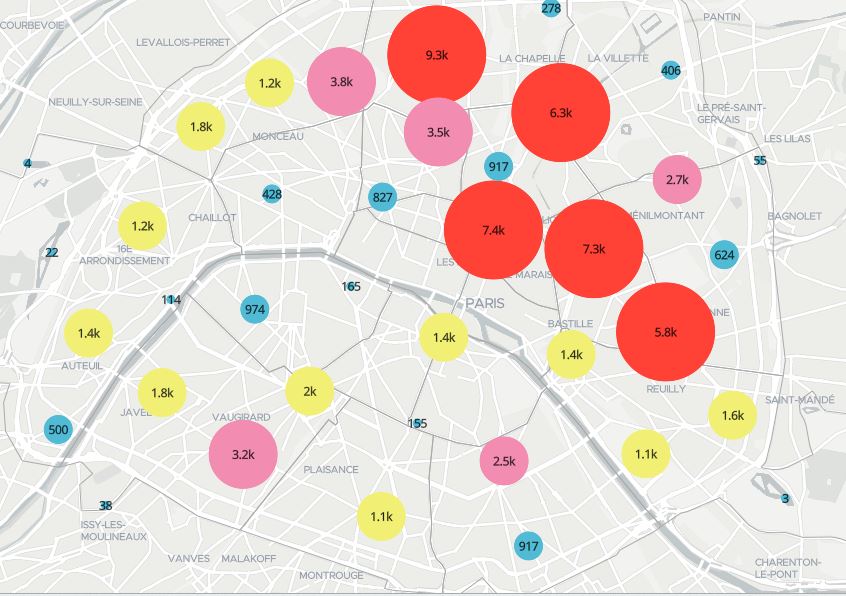 278
PANTIN
COURBEVOIE
LEVALLOIS-PERRET
9.3k
LA CHAPELLE
LA VILLETTE
406
1.2k
3.8k
NEUILLY-SUR-SEINE
6.3k
LE PRÉ-SAINT-
GERVAIS
1.8k
MONCEAU
3.5k
LES LILAS
4
917
55
2.7k
428
827
CHAILLOT
1.2k
7.4k
MÉNILMONTANT
BAGNOLET
16E
ARRONDISSEMENT
22
LES
MARAIS
7.3k
624
165
114
974
PARIS
1.4k
1.4k
BASTILLE
5.8k
NNE
1.4k
AUTEUIL
1.8k
2k
REUILLY
SAINT-MANDÉ
JAVEL
VAUGIRARD
155
1.6k
500
3.2k
PLAISANCE
2.5k
1.1k
38
1.1k
3
ISSY-LES-
MOULINEAUX
917
VANVES
MALAKOFF
MONTROUGE
CHARENTON-
LE-PONT